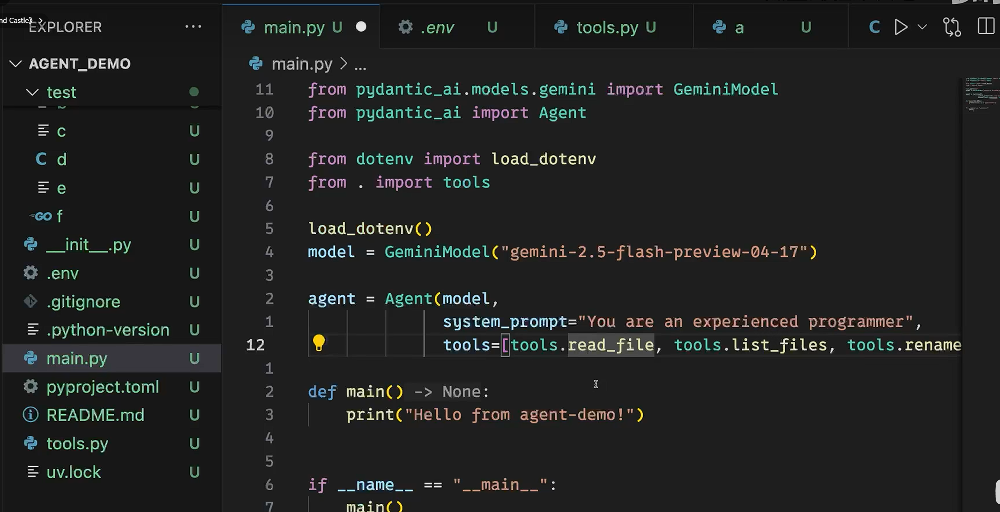 nd Castle》 >
EXPLORER ...
main.py U
.env U
tools.py U
a U
C
AGENT_DEMO
test
c U
d U
e U
f U
__init__.py U
.env U
.gitignore U
.python-version U
main.py U
pyproject.toml U
README.md U
tools.py U
uv.lock U
main.py > ...
11 from pydantic_ai.models.gemini import GeminiModel
10 from pydantic_ai import Agent
9
8 from dotenv import load_dotenv
7 from . import tools
6
5 load_dotenv()
4 model = GeminiModel("gemini-2.5-flash-preview-04-17")
3
2 agent = Agent(model,
1 system_prompt="You are an experienced programmer",
12 tools=[tools.read_file, tools.list_files, tools.rename
1
2 def main() -> None:
3 print("Hello from agent-demo!")
4
5
6 if __name__ == "__main__":
7 main()